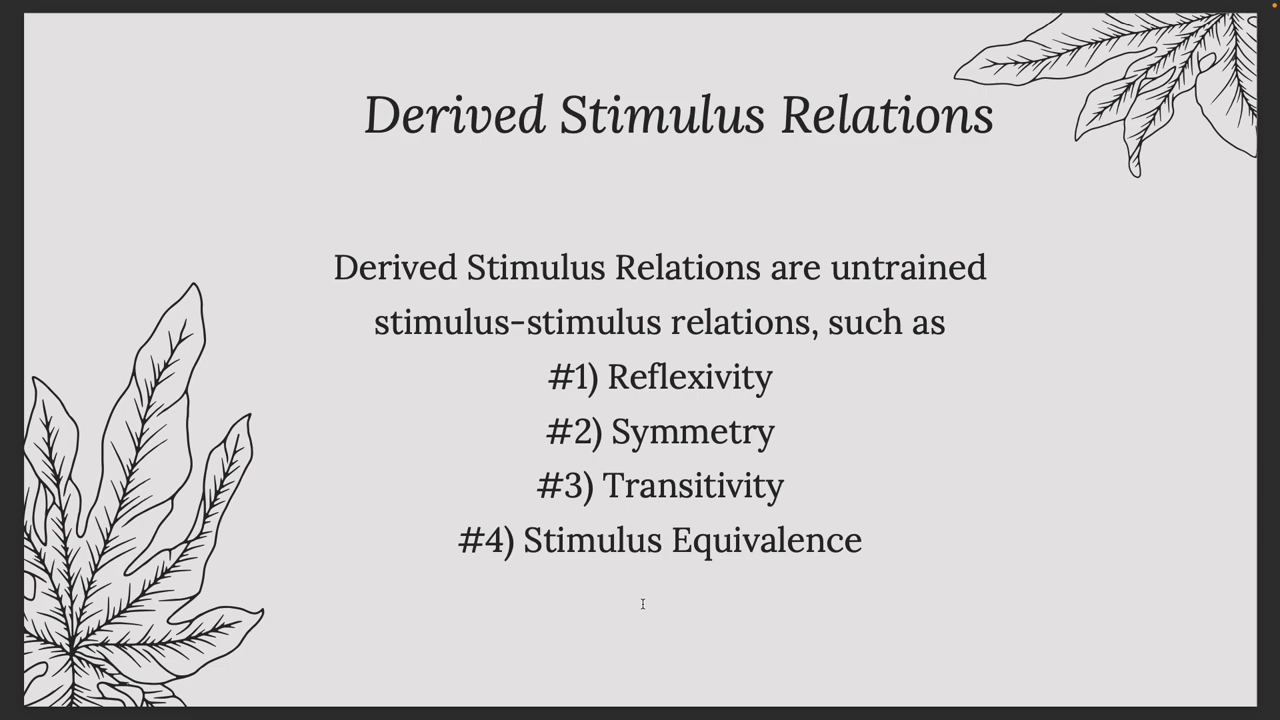 Derived Stimulus Relations
Derived Stimulus Relations are untrained
stimulus-stimulus relations, such as
#1) Reflexivity
#2) Symmetry
#3) Transitivity
#4) Stimulus Equivalence